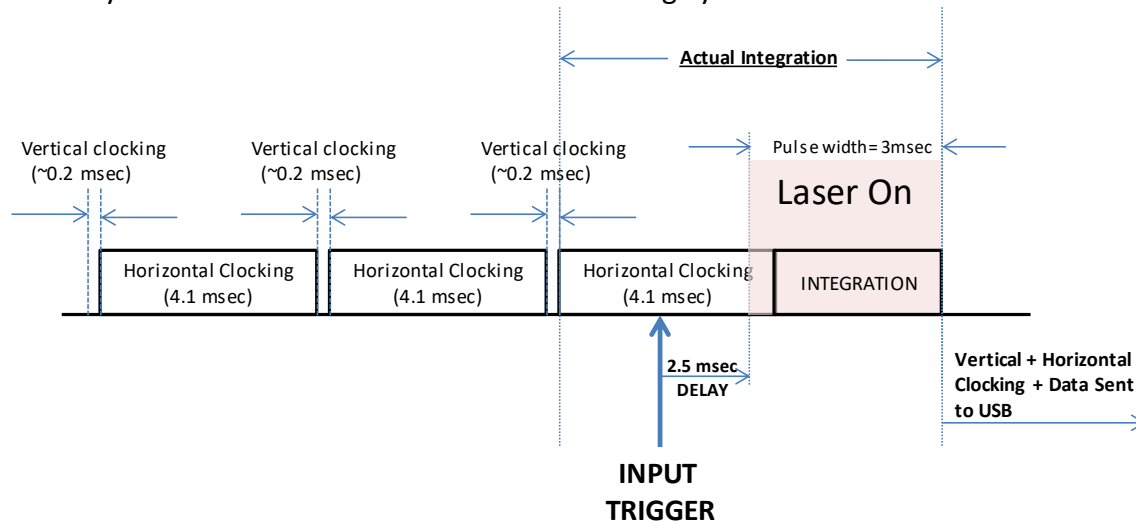 Actual Integration
Vertical clocking
(~0.2 msec)
Vertical clocking
(~0.2 msec)
Vertical clocking
(~0.2 msec)
Pulse width= 3msec
Laser On
Horizontal Clocking
(4.1 msec)
Horizontal Clocking
(4.1 msec)
Horizontal Clocking
(4.1 msec)
INTEGRATION
2.5 msec
DELAY
Vertical + Horizontal
Clocking + Data Sent
to USB
INPUT
TRIGGER